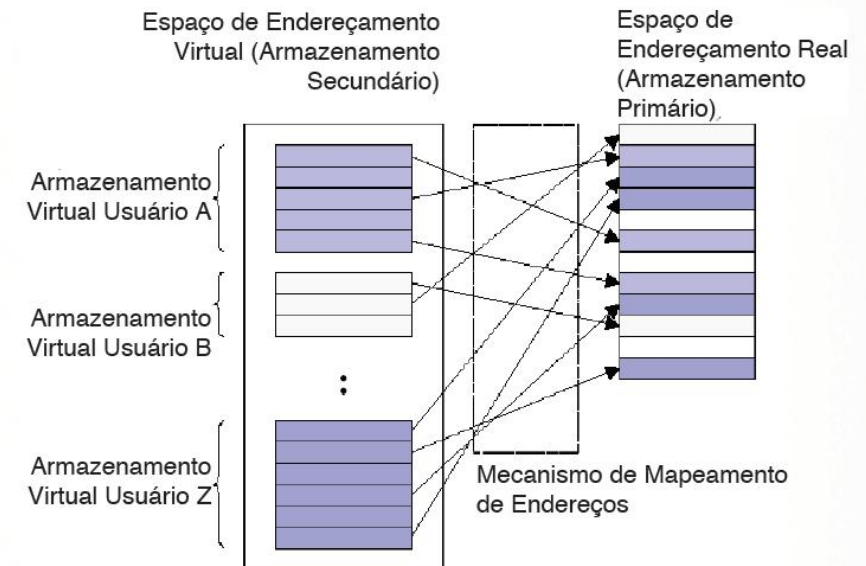 Espaço de Endereçamento
Virtual (Armazenamento
Secundário)
Espaço de
Endereçamento Real
(Armazenamento
Primário)
Armazenamento
Virtual Usuário A
Armazenamento
Virtual Usuário B
:
Armazenamento
Virtual Usuário Z
Mecanismo de Mapeamento
de Endereços